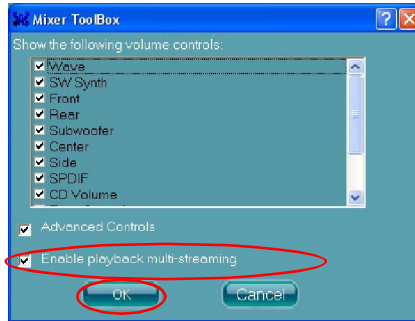 Mixer ToolBox
Show the following volume controls:
Wave
SW Synth
Front
Rear
Subwoofer
Center
Side
SPDIF
CD Volume
Advanced Controls
Enable playback multi-streaming
OK
Cancel